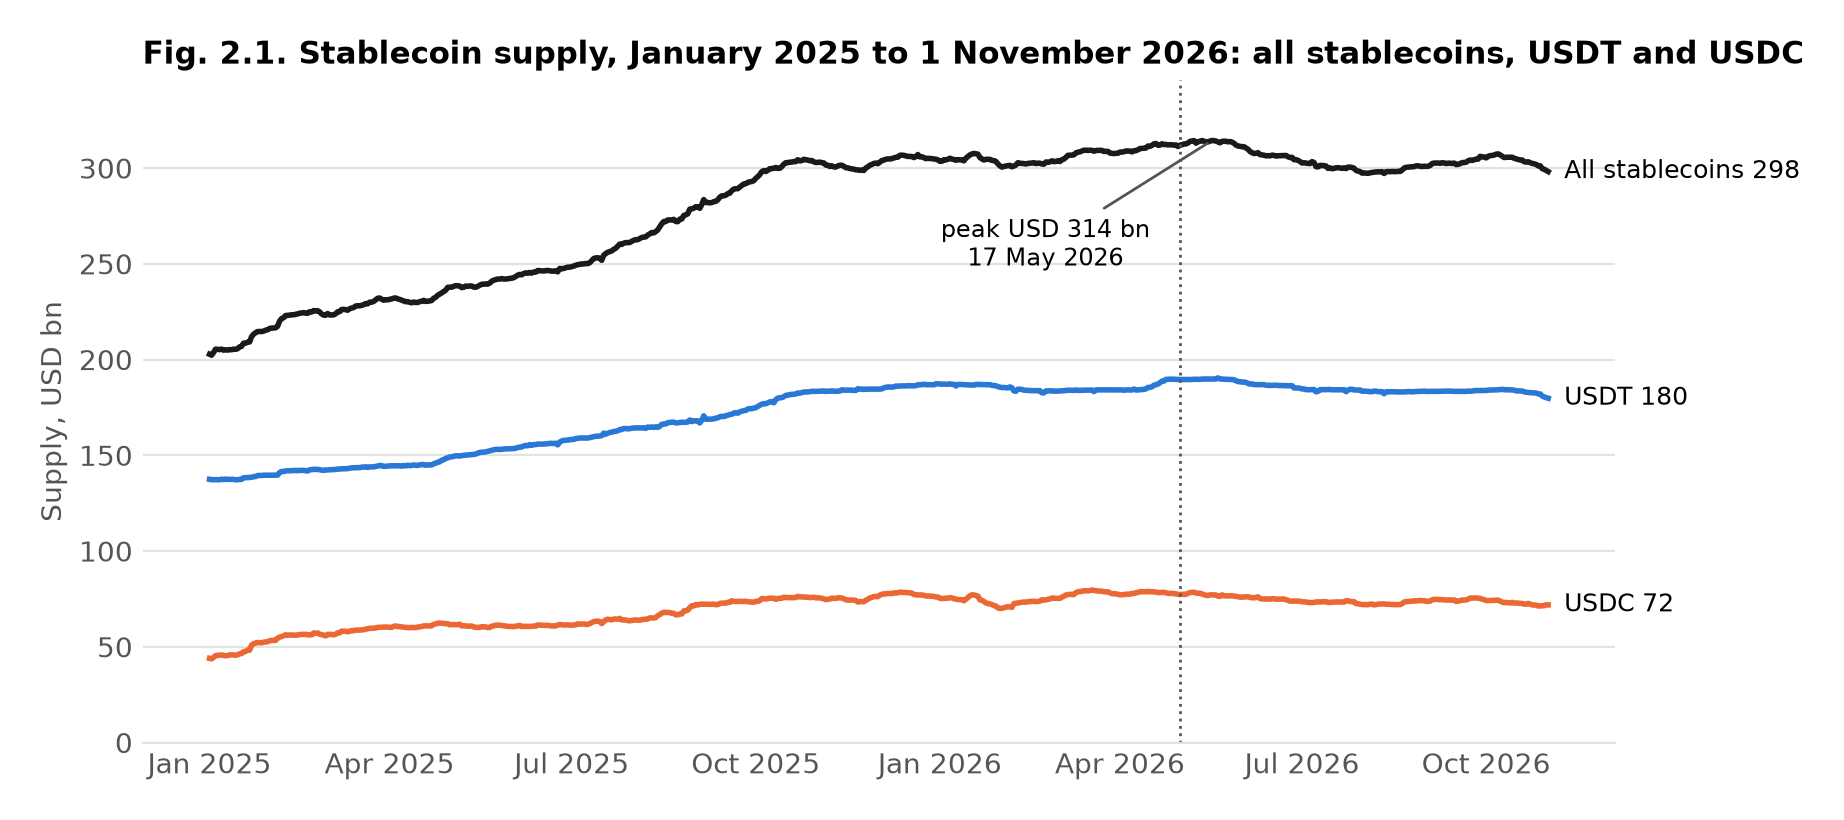 Fig. 2.1. Stablecoin supply, January 2025 to 1 November 2026: all stablecoins, USDT and USDC
Supply, USD bn
300
250
200
150
100
50
0
peak USD 314 bn
17 May 2026
All stablecoins 298
USDT 180
USDC 72
Jan 2025
Apr 2025
Jul 2025
Oct 2025
Jan 2026
Apr 2026
Jul 2026
Oct 2026